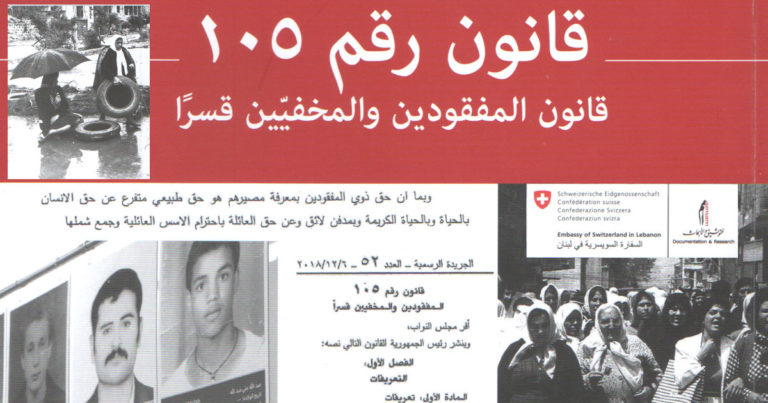 قانون رقم ١٠٥
قانون المفقودين والمخفيّين قسرًا
وبما ان حق ذوي المفقودين بمعرفة مصيرهم هو حق طبيعي متفرع عن حق الانسان
بالحياة وبالحياة الكريمة وبمدفن لائق وعن حق العائلة باحترام الاسس العائلية وجمع شملها
Schweizerische Eidgenossenschaft
Confédération suisse
Confederazione Svizzera
Confederaziun svizra
Embassy of Switzerland in Lebanon
السفارة السويسرية في لبنان
Documentation & Research
الجريدة الرسمية – العدد ٥٢ – ٢٠١٨/١٢/٦
قانون رقم ١٠٥
المفقودين والمخفيين قسراً
أقر مجلس النواب،
وينشر رئيس الجمهورية القانون التالي نصه:
الفصل الأول:
التعريفات
المادة الأولى: تعريفات